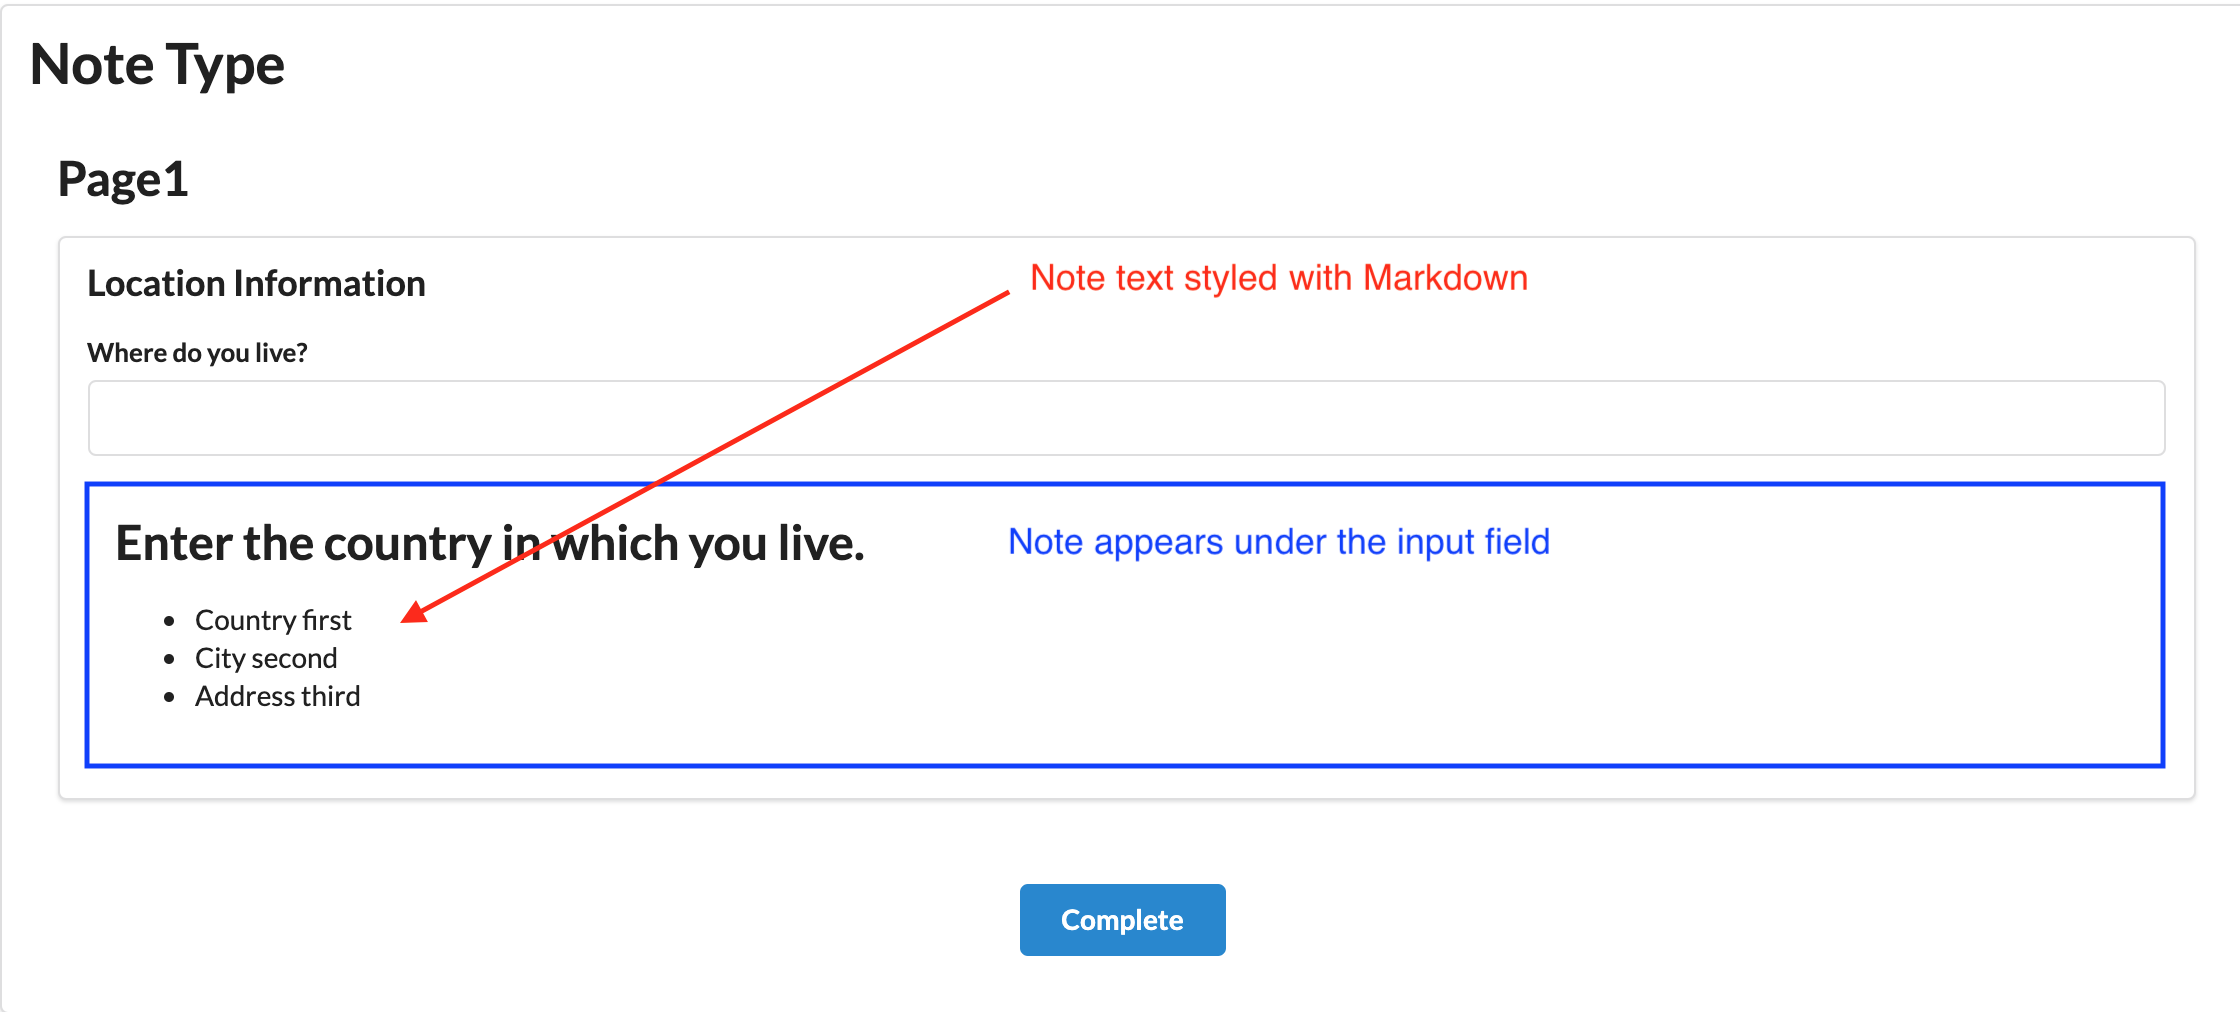 Note Type
Page1
Location Information
Note text styled with Markdown
Where do you live?
Enter the country in which you live.
Note appears under the input field
Country first
City second
Address third
Complete